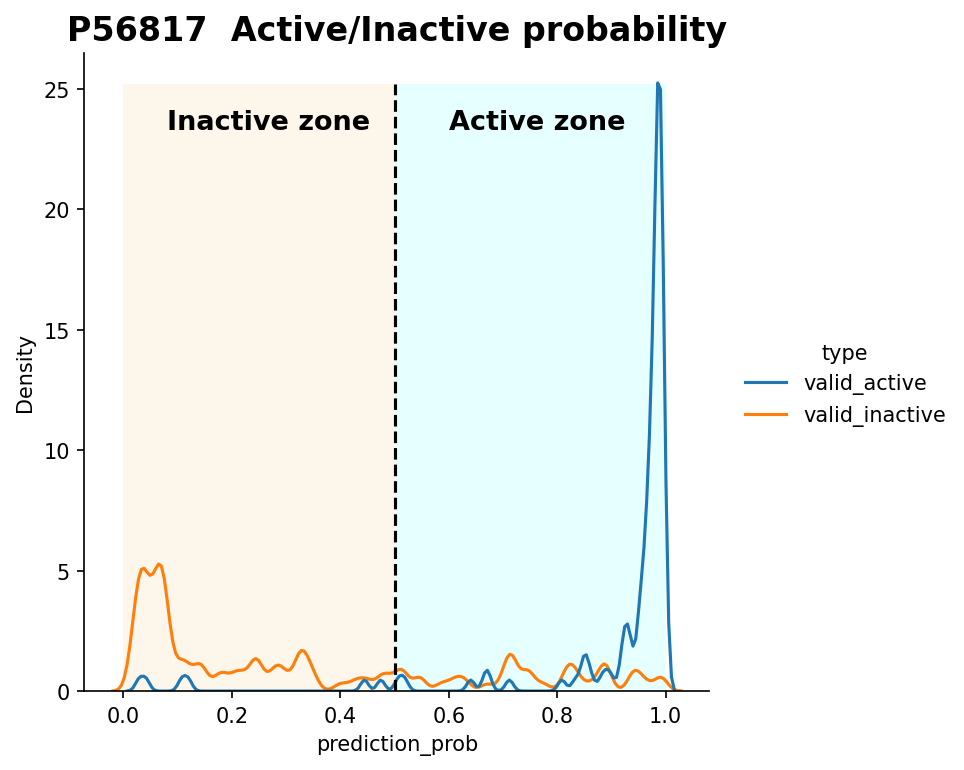 P56817  Active/Inactive probability
Inactive zone
Active zone
25
20
15
10
5
0
Density
0.0
0.2
0.4
0.6
0.8
1.0
prediction_prob
type
valid_active
valid_inactive